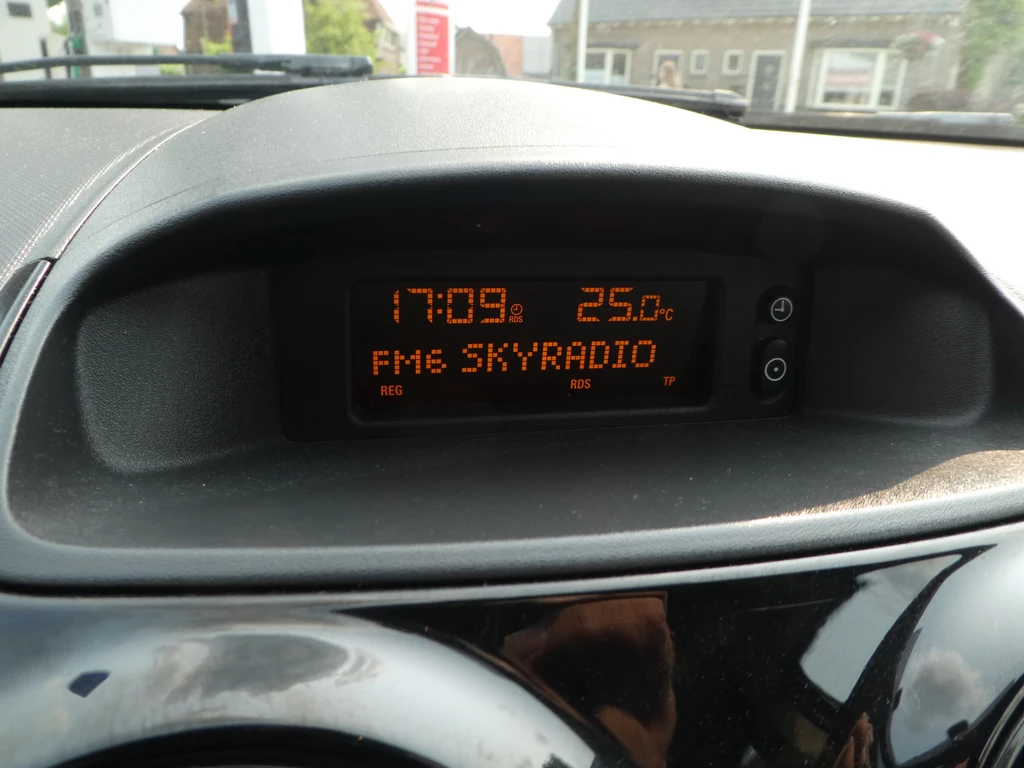 17:09 RDS 25.0°C
FM6 SKYRADIO
REG RDS TP